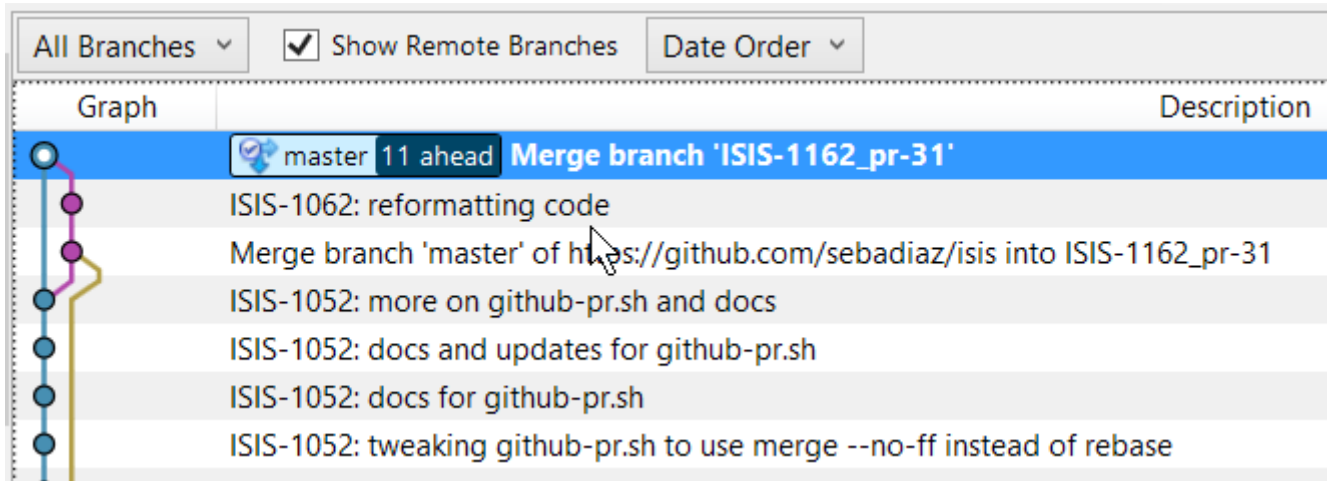 All Branches Show Remote Branches Date Order
Graph Description
master 11 ahead Merge branch 'ISIS-1162_pr-31'
ISIS-1062: reformatting code
Merge branch 'master' of https://github.com/sebadiaz/isis into ISIS-1162_pr-31
ISIS-1052: more on github-pr.sh and docs
ISIS-1052: docs and updates for github-pr.sh
ISIS-1052: docs for github-pr.sh
ISIS-1052: tweaking github-pr.sh to use merge --no-ff instead of rebase